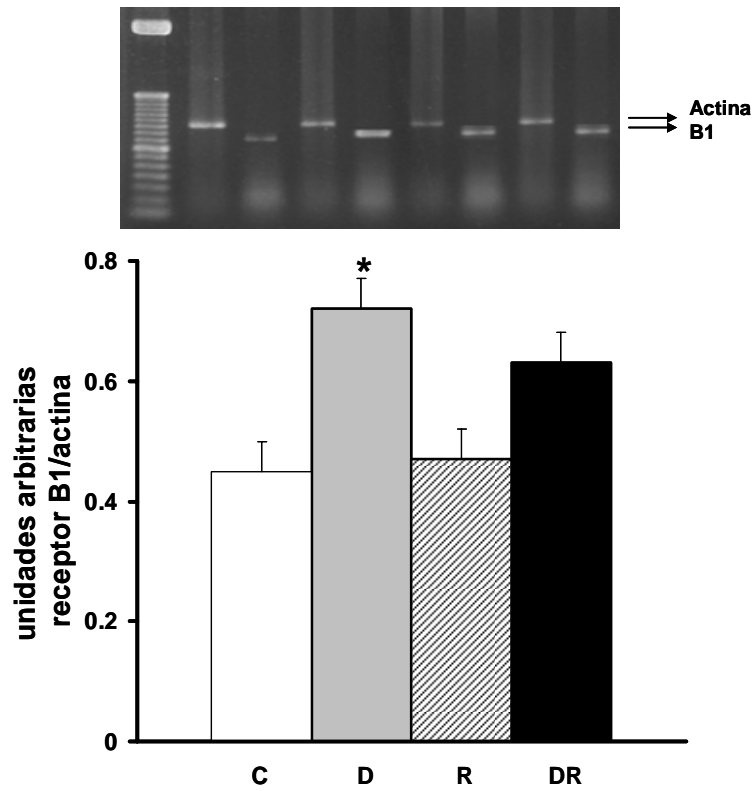 Actina
B1
*
0.8
0.6
0.4
0.2
0
unidades arbitrarias
receptor B1/actina
C D R DR